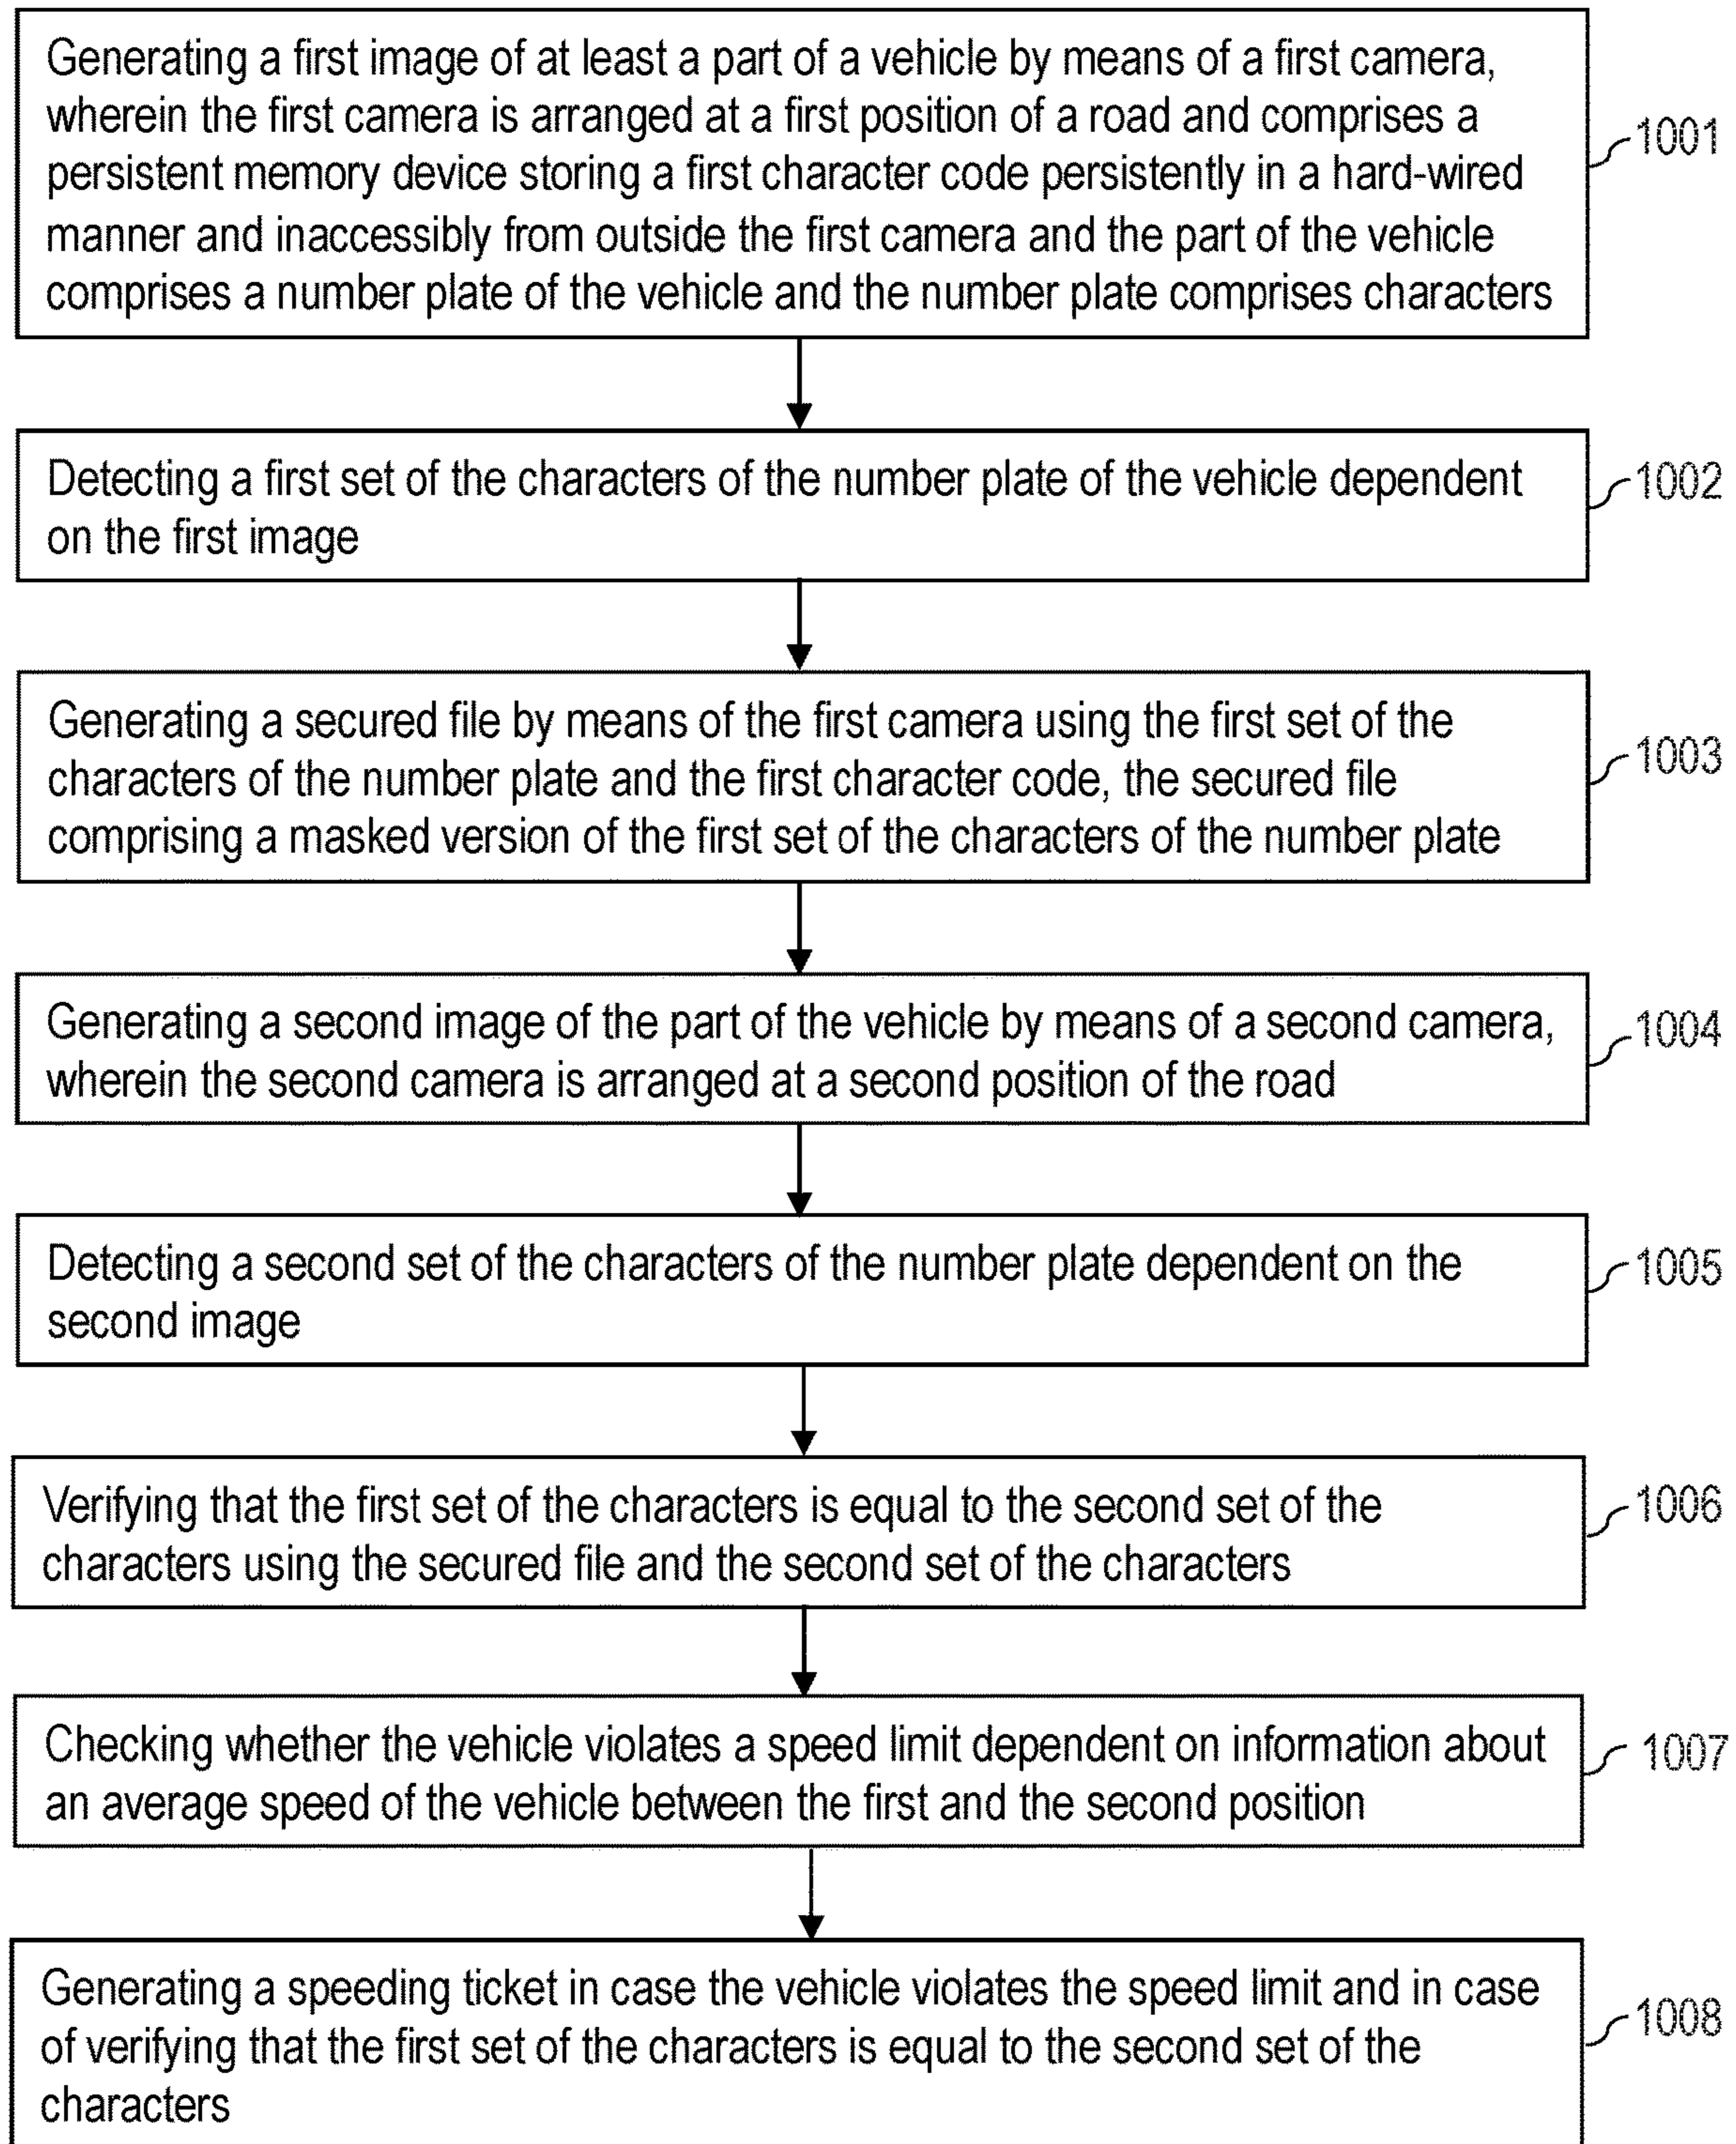 Generating a first image of at least a part of a vehicle by means of a first camera,
wherein the first camera is arranged at a first position of a road and comprises a
persistent memory device storing a first character code persistently in a hard-wired
manner and inaccessibly from outside the first camera and the part of the vehicle
comprises a number plate of the vehicle and the number plate comprises characters
1001
Detecting a first set of the characters of the number plate of the vehicle dependent
on the first image
1002
Generating a secured file by means of the first camera using the first set of the
characters of the number plate and the first character code, the secured file
comprising a masked version of the first set of the characters of the number plate
1003
Generating a second image of the part of the vehicle by means of a second camera,
wherein the second camera is arranged at a second position of the road
1004
Detecting a second set of the characters of the number plate dependent on the
second image
1005
Verifying that the first set of the characters is equal to the second set of the
characters using the secured file and the second set of the characters
1006
Checking whether the vehicle violates a speed limit dependent on information about
an average speed of the vehicle between the first and the second position
1007
Generating a speeding ticket in case the vehicle violates the speed limit and in case
of verifying that the first set of the characters is equal to the second set of the
characters
1008